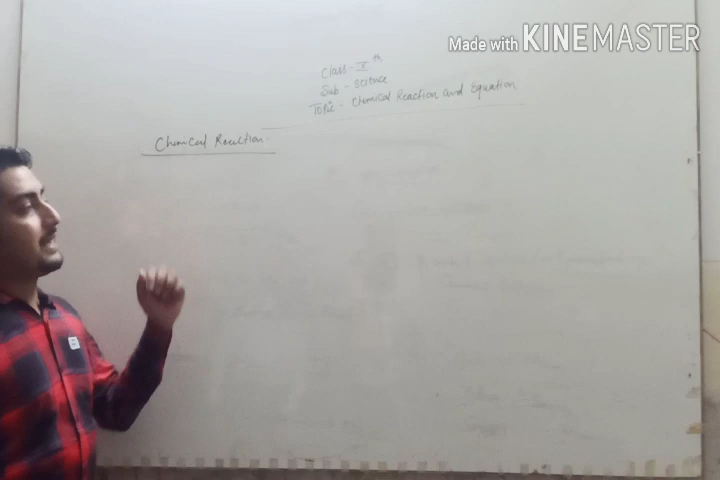 Made with KINEMASTER
Class - X th
Sub - Science
Topic - Chemical Reaction and Equation
Chemical Reaction -